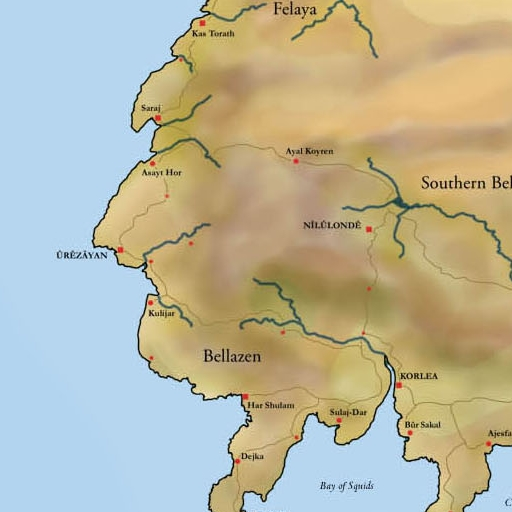 Felaya
Kas Torath
Saraj
Ayal Koyren
Asayt Hor
Southern Bel
NÎLÛLONDÊ
ÛRÊZÂYAN
Kulijar
Bellazen
KORLEA
Har Shulam
Sulaj-Dar
Bûr Sakal
Ajesfa
Dejka
Bay of Squids